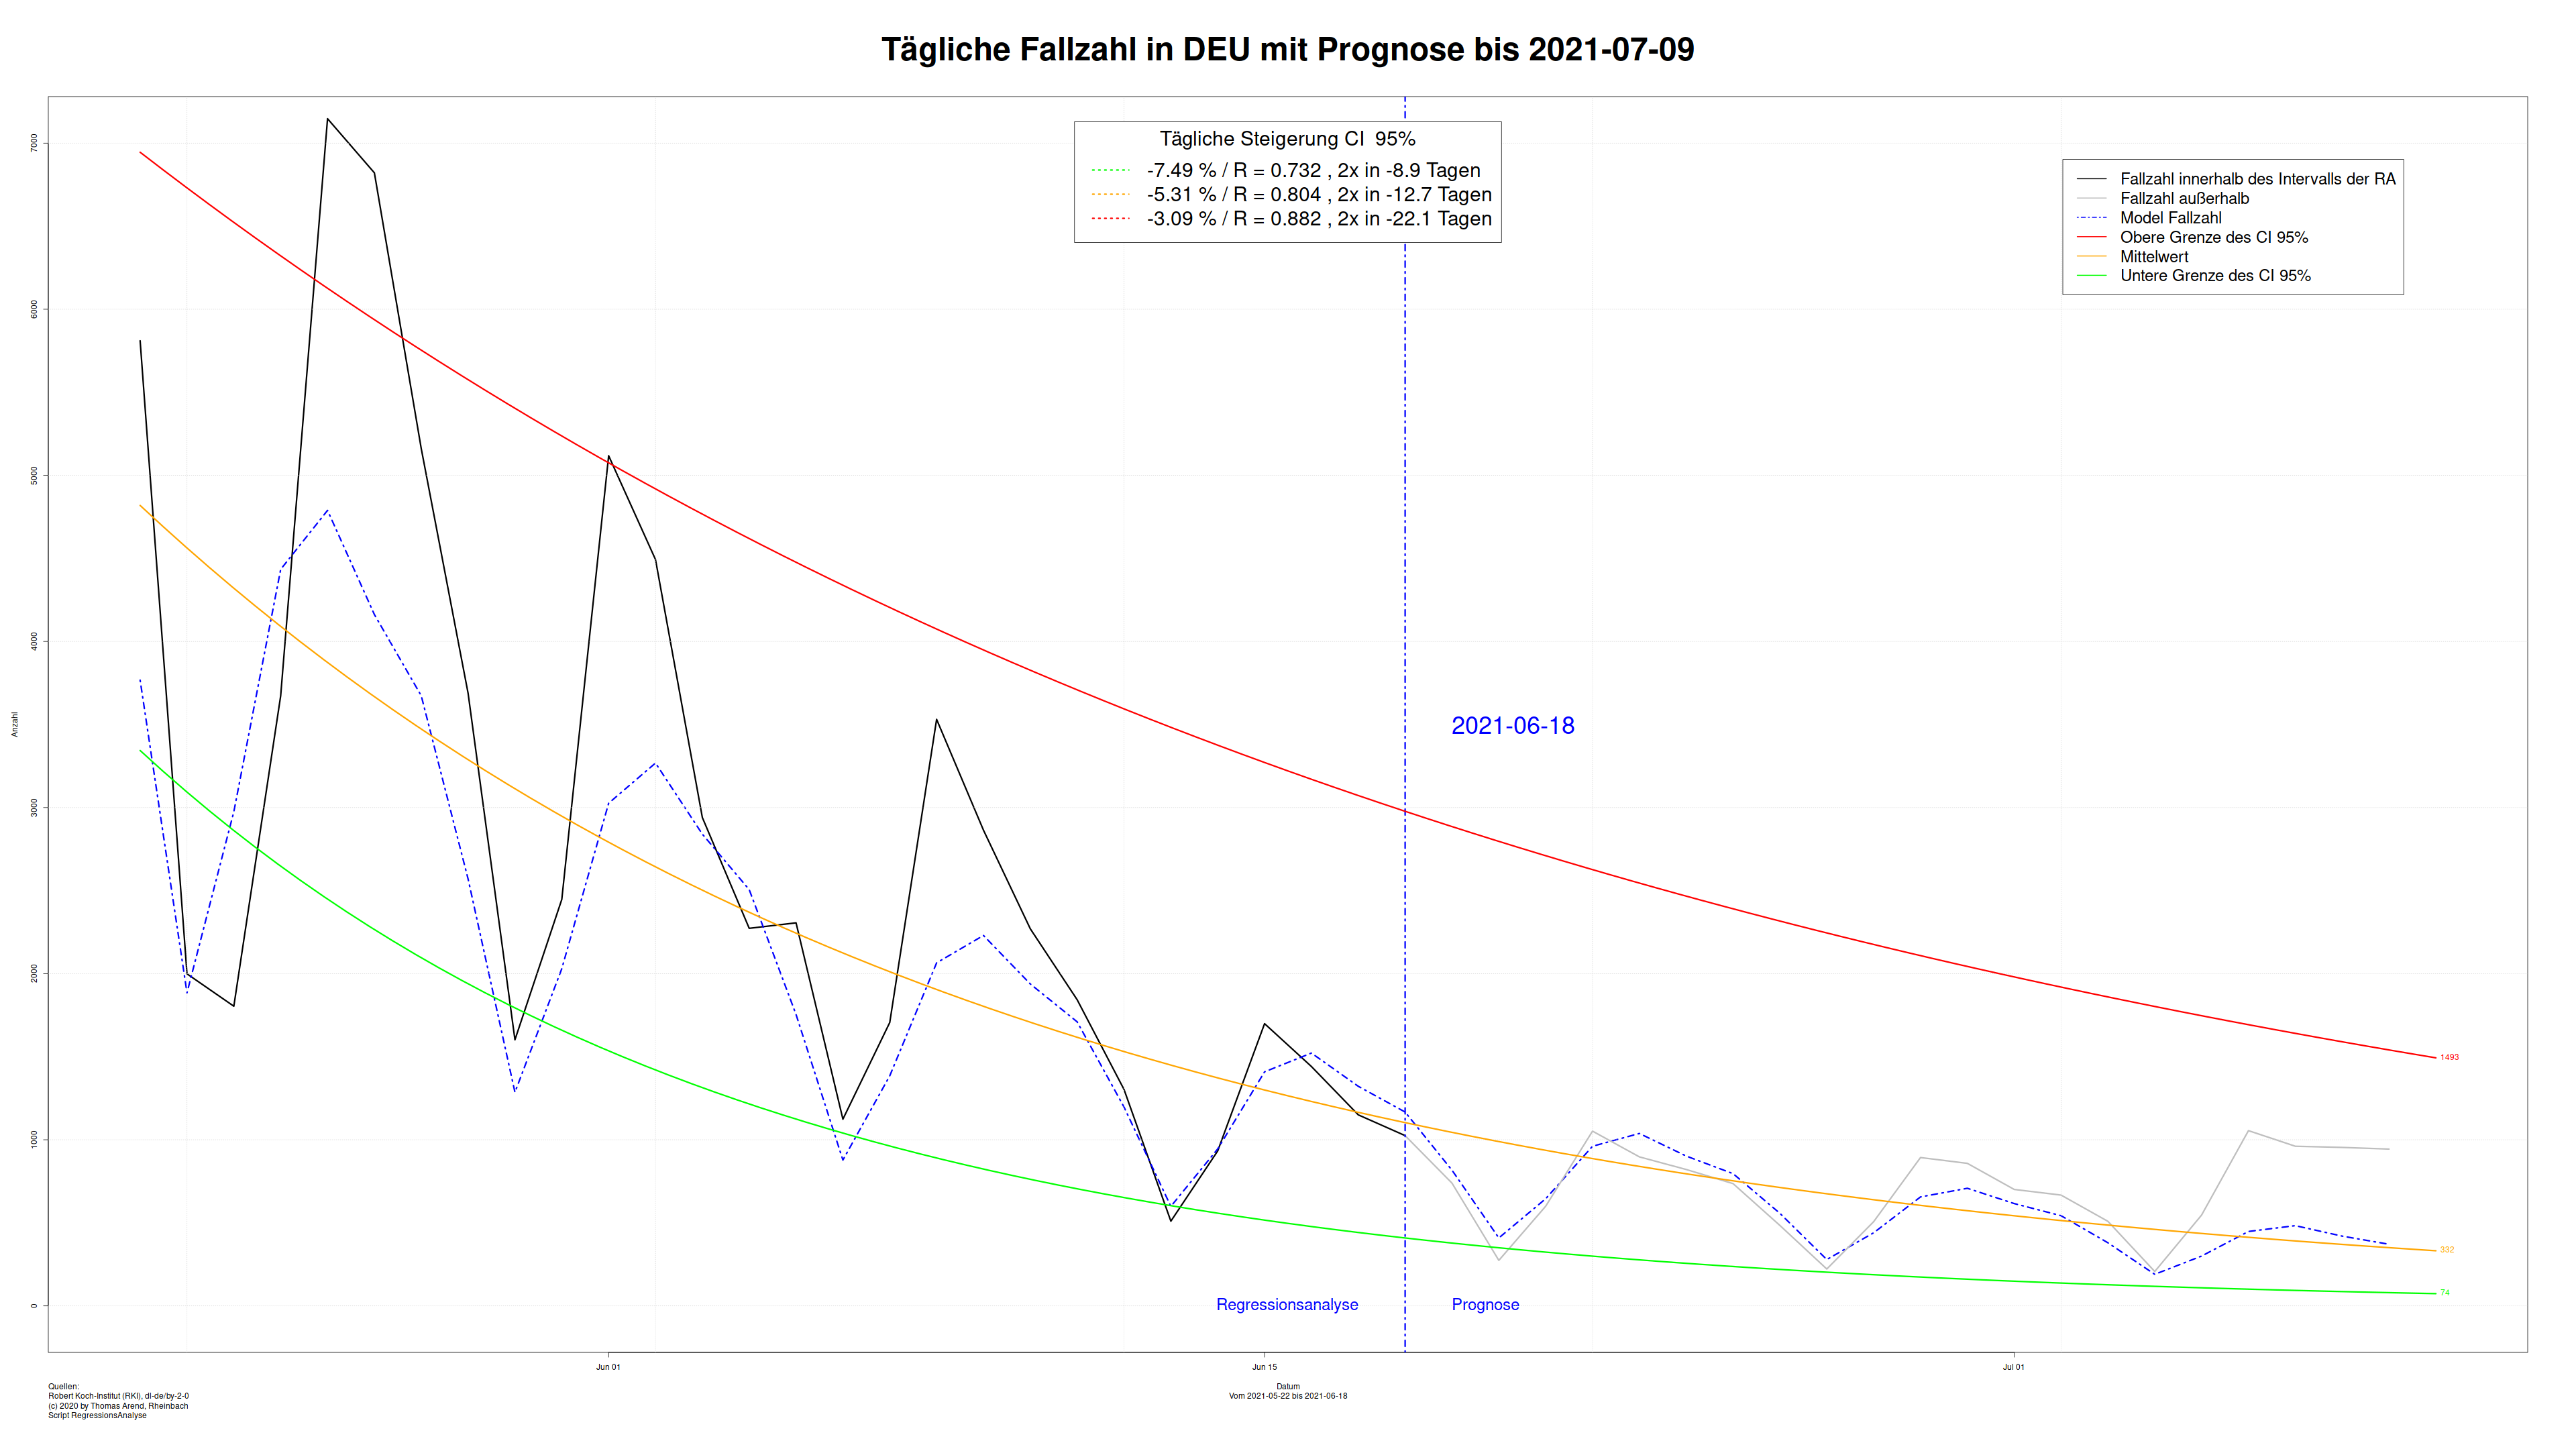 Tägliche Fallzahl in DEU mit Prognose bis 2021-07-09
Tägliche Steigerung CI  95%
-7.49 % / R = 0.732 , 2x in -8.9 Tagen
-5.31 % / R = 0.804 , 2x in -12.7 Tagen
-3.09 % / R = 0.882 , 2x in -22.1 Tagen
Fallzahl innerhalb des Intervalls der RA
Fallzahl außerhalb
Model Fallzahl
Obere Grenze des CI 95%
Mittelwert
Untere Grenze des CI 95%
7000
6000
5000
4000
3000
2000
1000
0
Anzahl
2021-06-18
1493
332
74
Regressionsanalyse
Prognose
Jun 01
Jun 15
Jul 01
Datum
Vom 2021-05-22 bis 2021-06-18
Quellen:
Robert Koch-Institut (RKI), dl-de/by-2-0
(c) 2020 by Thomas Arend, Rheinbach
Script RegressionsAnalyse